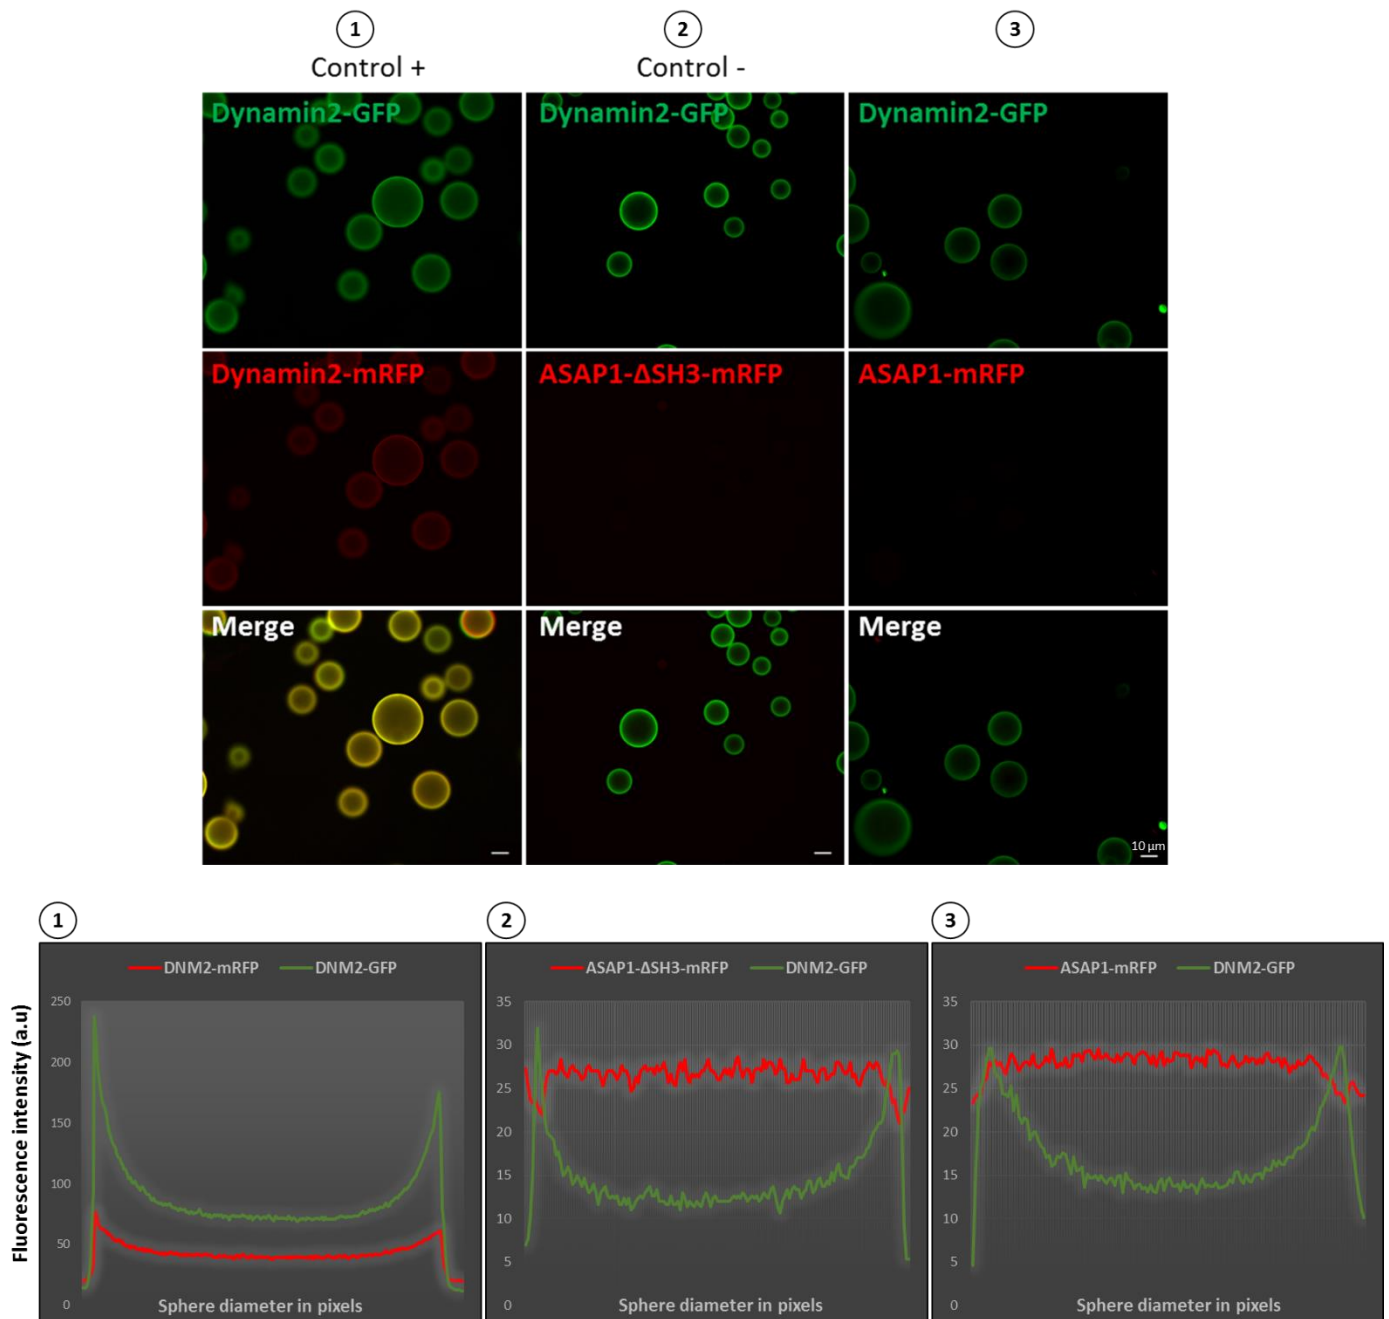 1
2
3
Control +
Control -
Dynamin2-GFP
Dynamin2-GFP
Dynamin2-GFP
Dynamin2-mRFP
ASAP1-ΔSH3-mRFP
ASAP1-mRFP
Merge
Merge
Merge
10 µm
1
2
3
DNM2-mRFP DNM2-GFP
ASAP1-ΔSH3-mRFP DNM2-GFP
ASAP1-mRFP DNM2-GFP
Fluorescence intensity (a.u)
250
200
150
100
50
0
Sphere diameter in pixels
35
30
25
20
15
10
5
0
Sphere diameter in pixels
35
30
25
20
15
10
5
0
Sphere diameter in pixels